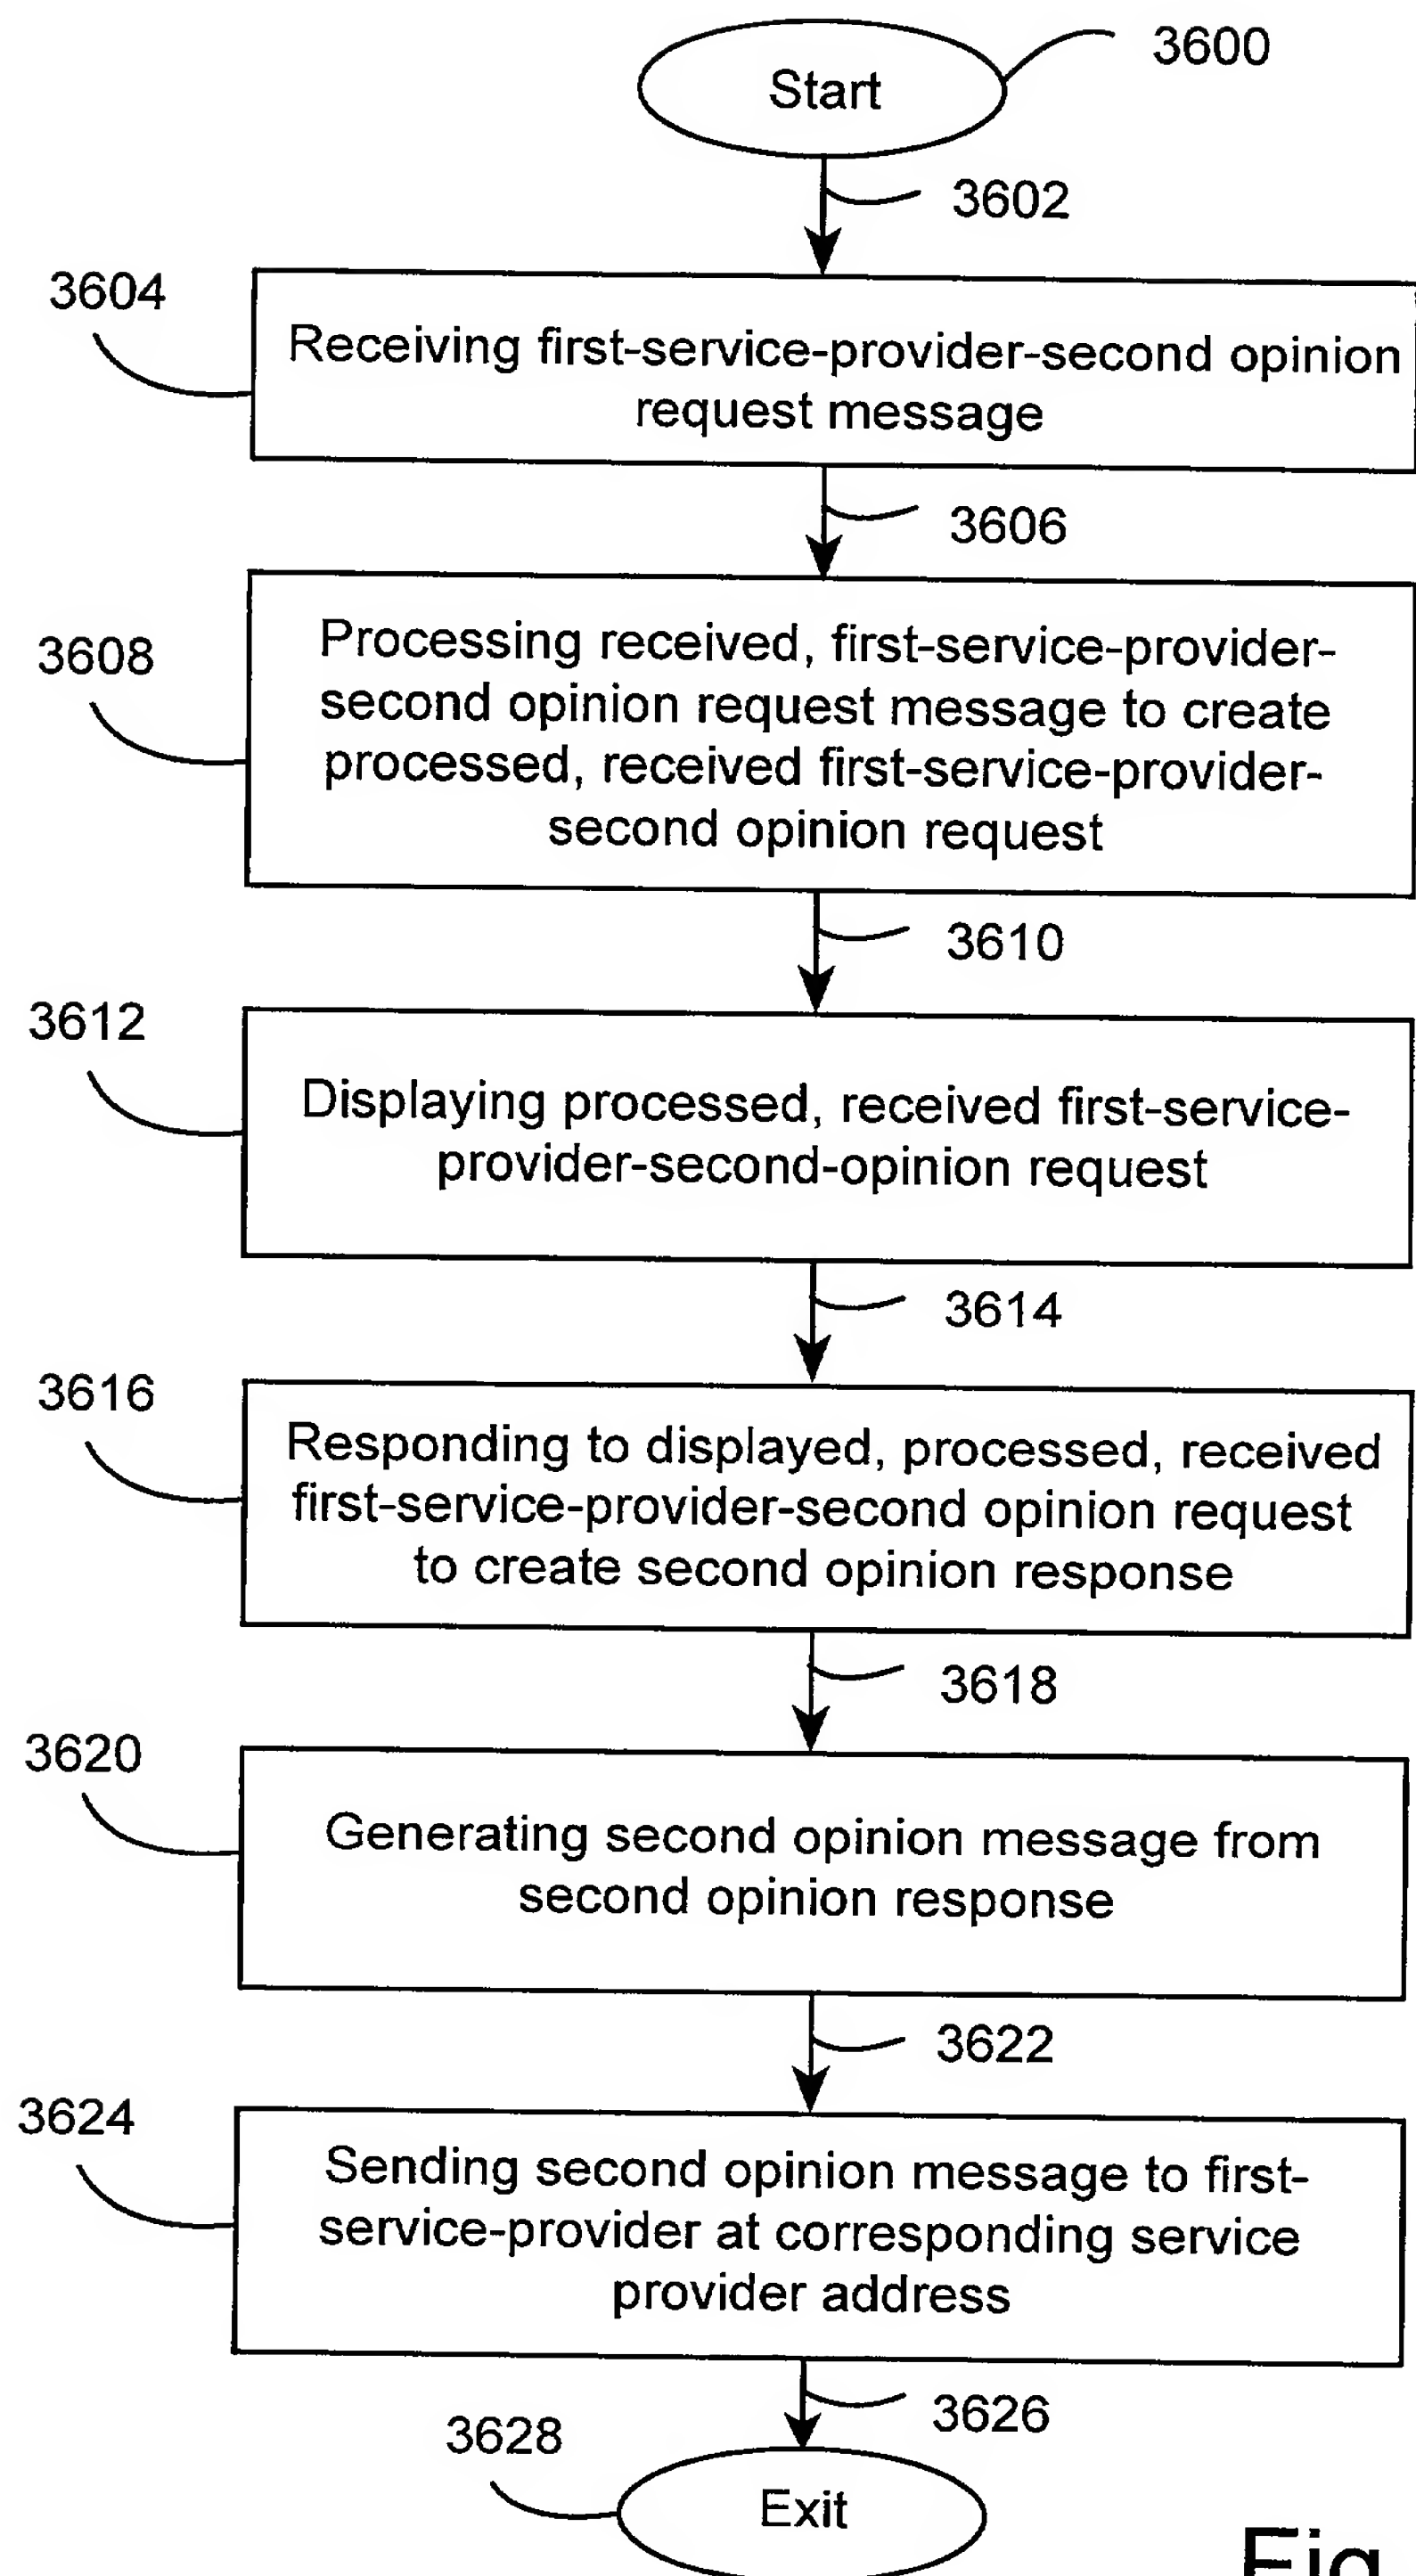 3600
Start
3602
3604
Receiving first-service-provider-second opinion
request message
3606
3608
Processing received, first-service-provider-
second opinion request message to create
processed, received first-service-provider-
second opinion request
3610
3612
Displaying processed, received first-service-
provider-second-opinion request
3614
3616
Responding to displayed, processed, received
first-service-provider-second opinion request
to create second opinion response
3618
3620
Generating second opinion message from
second opinion response
3622
3624
Sending second opinion message to first-
service-provider at corresponding service
provider address
3626
3628
Exit
Fig